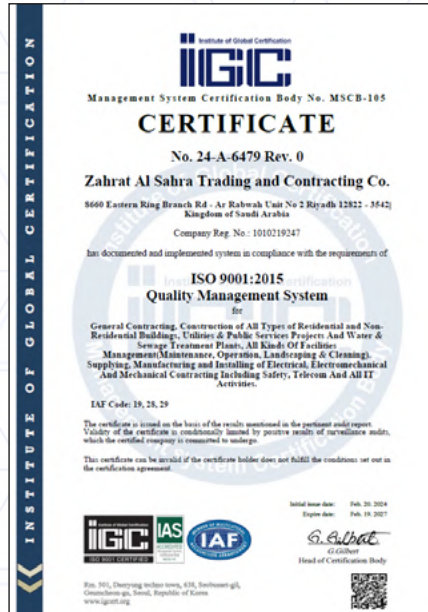 INSTITUTE OF GLOBAL CERTIFICATION
Institute of Global Certification
IGC
Management System Certification Body No. MSCB-105
CERTIFICATE
No. 24-A-6479 Rev. 0
Zahrat Al Sahra Trading and Contracting Co.
8660 Eastern Ring Branch Rd - Ar Rabwah Unit No 2 Riyadh 12822 - 3542|
Kingdom of Saudi Arabia
Company Reg. No.: 1010219247
has documented and implemented system in compliance with the requirements of
ISO 9001:2015
Quality Management System
for
General Contracting, Construction of All Types of Residential and Non-
Residential Buildings, Utilities & Public Services Projects And Water &
Sewage Treatment Plants, All Kinds Of Facilities
Management(Maintenance, Operation, Landscaping & Cleaning).
Supplying, Manufacturing and Installing of Electrical, Electromechanical
And Mechanical Contracting Including Safety, Telecom And All IT
Activities.
IAF Code: 19, 28, 29
The certificate is issued on the basis of the results mentioned in the pertinent audit report.
Validity of the certificate is conditionally limited by positive results of surveillance audits,
which the certified company is committed to undergo.
This certificate can be invalid if the certificate holder does not fulfill the conditions set out in
the certification agreement.
Initial issue date: Feb. 20. 2024
Expire date: Feb. 19. 2027
IGC
ISO 9001 CERTIFIED
IAS
ACCREDITED
IAF
G. Gilbert
G.Gilbert
Head of Certification Body
Rm. 501, Daeryung techno town, 638, Seobusaet-gil,
Geumcheon-gu, Seoul, Republic of Korea
www.igcert.org